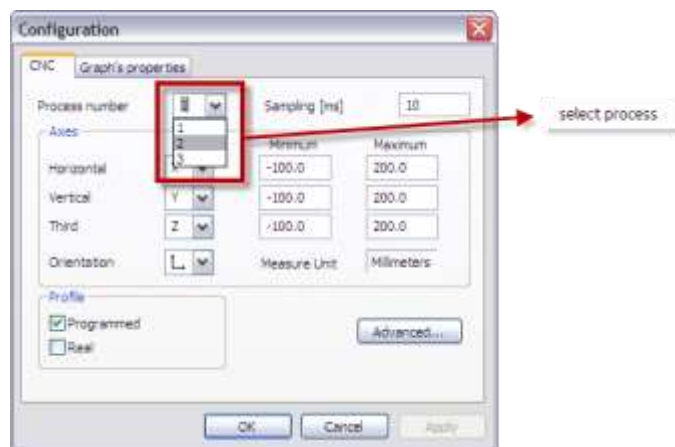 Configuration
CNC Graph's properties
Process number Sampling [ms] 10
1
2
3
Axes Minimum Maximum
Horizontal -100.0 200.0
Vertical Y -100.0 200.0
Third Z -100.0 200.0
Orientation Measure Unit Millimeters
Profile
Programmed
Real
Advanced...
OK Cancel Apply
select process